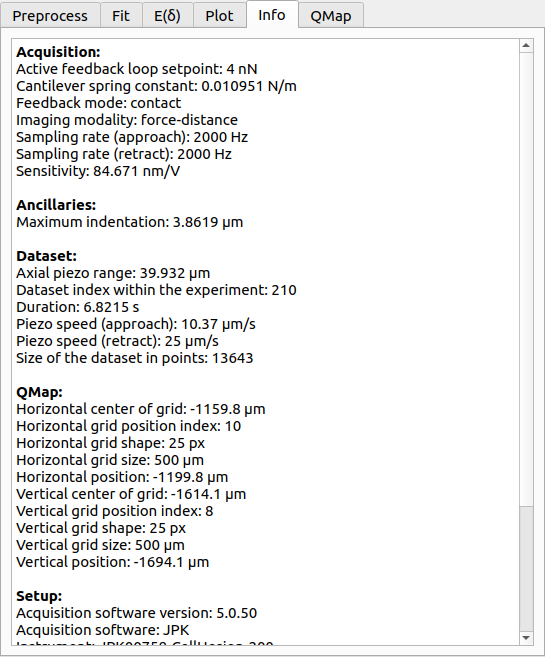 Preprocess Fit E(δ) Plot Info QMap
Acquisition:
Active feedback loop setpoint: 4 nN
Cantilever spring constant: 0.010951 N/m
Feedback mode: contact
Imaging modality: force-distance
Sampling rate (approach): 2000 Hz
Sampling rate (retract): 2000 Hz
Sensitivity: 84.671 nm/V
Ancillaries:
Maximum indentation: 3.8619 µm
Dataset:
Axial piezo range: 39.932 µm
Dataset index within the experiment: 210
Duration: 6.8215 s
Piezo speed (approach): 10.37 µm/s
Piezo speed (retract): 25 µm/s
Size of the dataset in points: 13643
QMap:
Horizontal center of grid: -1159.8 µm
Horizontal grid position index: 10
Horizontal grid shape: 25 px
Horizontal grid size: 500 µm
Horizontal position: -1199.8 µm
Vertical center of grid: -1614.1 µm
Vertical grid position index: 8
Vertical grid shape: 25 px
Vertical grid size: 500 µm
Vertical position: -1694.1 µm
Setup:
Acquisition software version: 5.0.50
Acquisition software: JPK